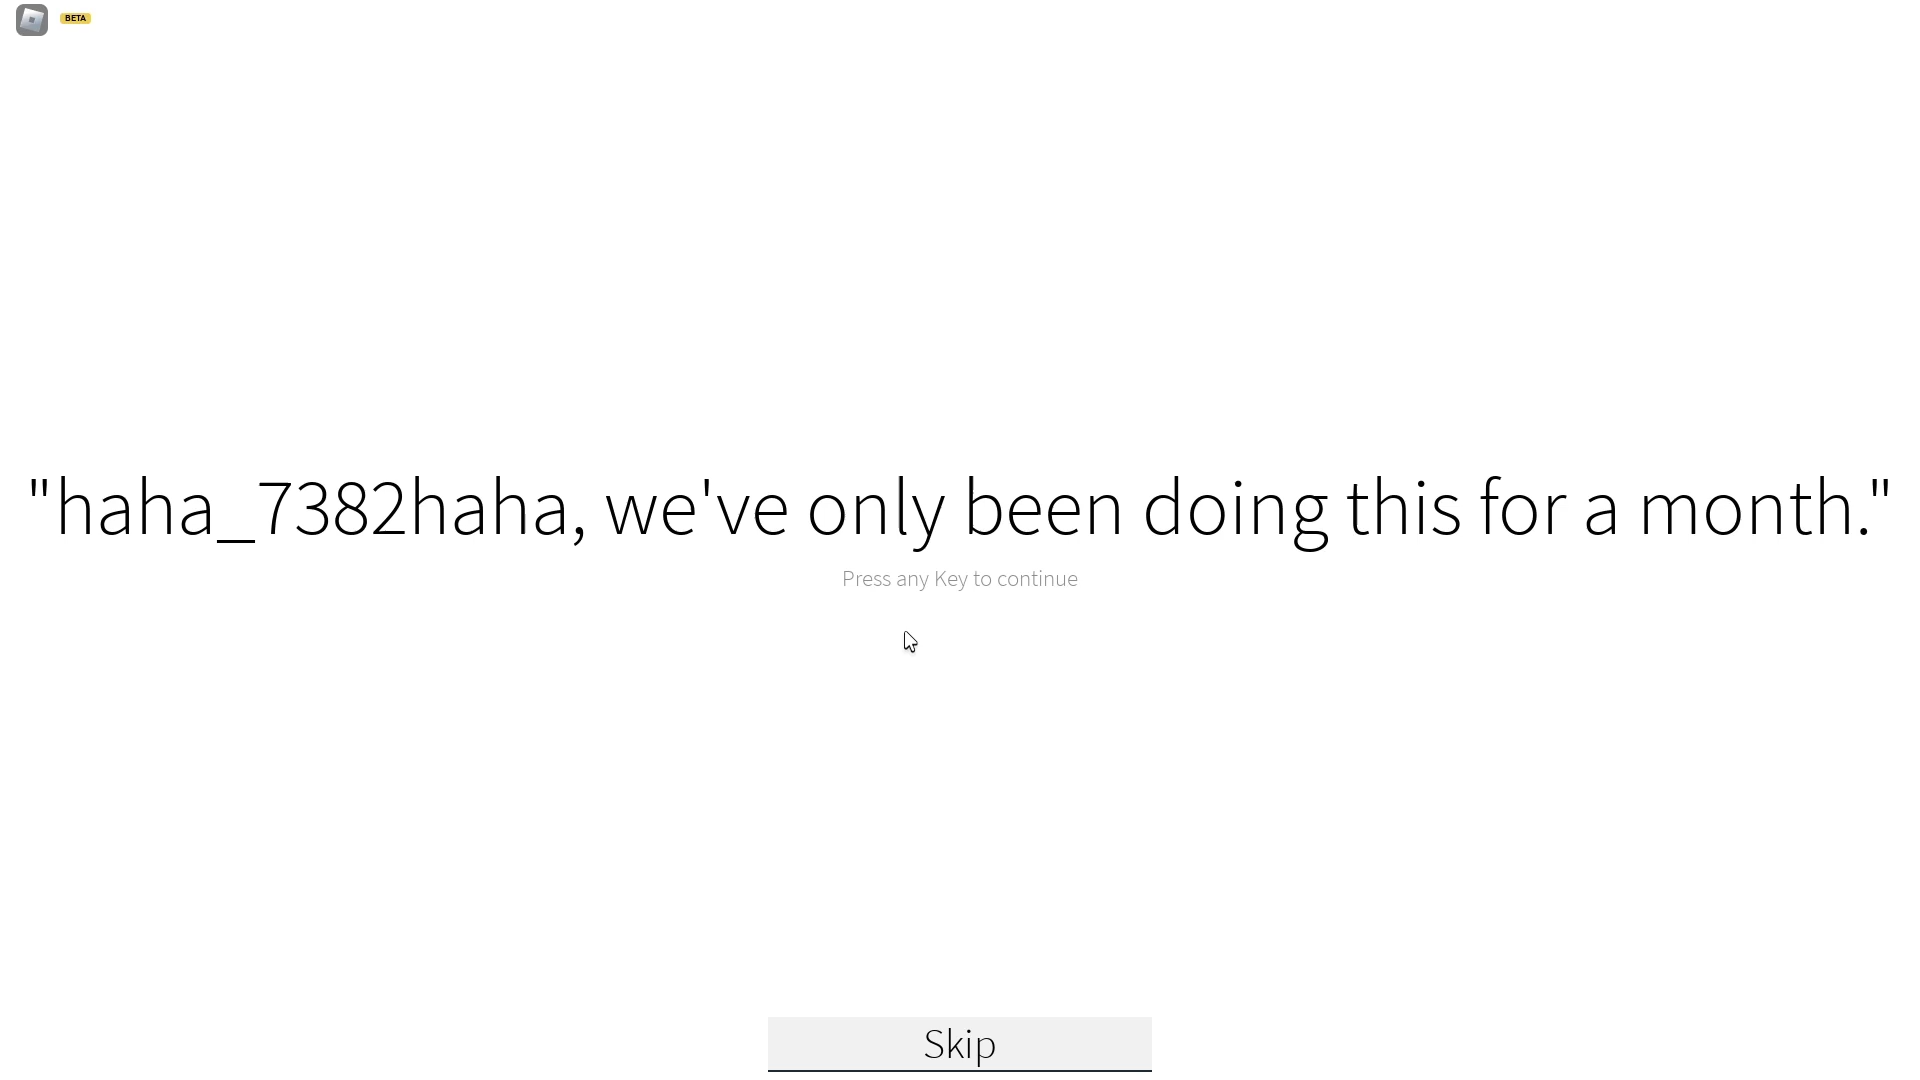 BETA
"haha_7382haha, we've only been doing this for a month."
Press any Key to continue
Skip